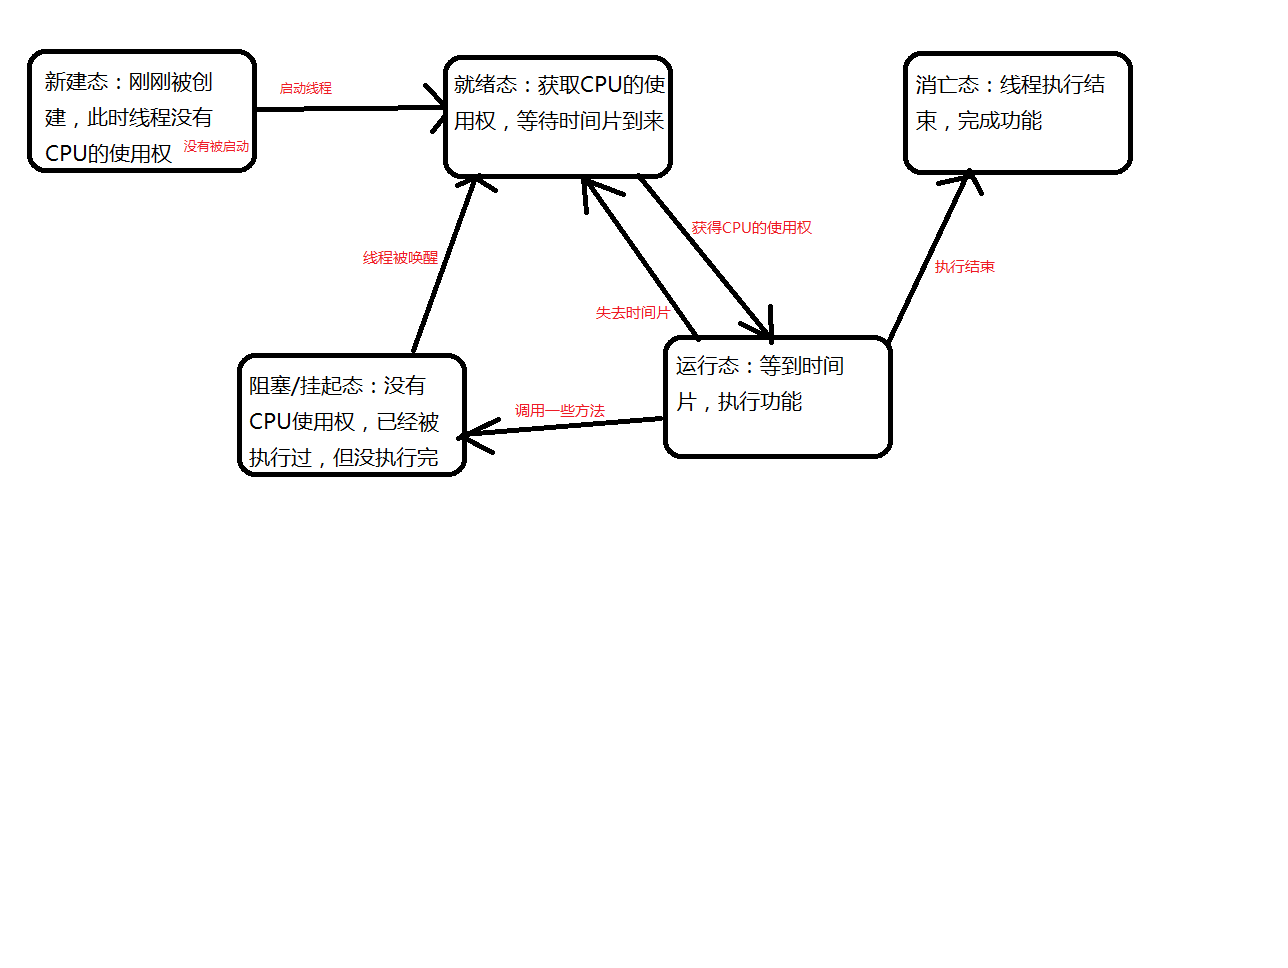 新建态：刚刚被创
建，此时线程没有
CPU的使用权
没有被启动
启动线程
就绪态：获取CPU的使
用权，等待时间片到来
消亡态：线程执行结
束，完成功能
线程被唤醒
失去时间片
获得CPU的使用权
执行结束
阻塞/挂起态：没有
CPU使用权，已经被
执行过，但没执行完
调用一些方法
运行态：等到时间
片，执行功能